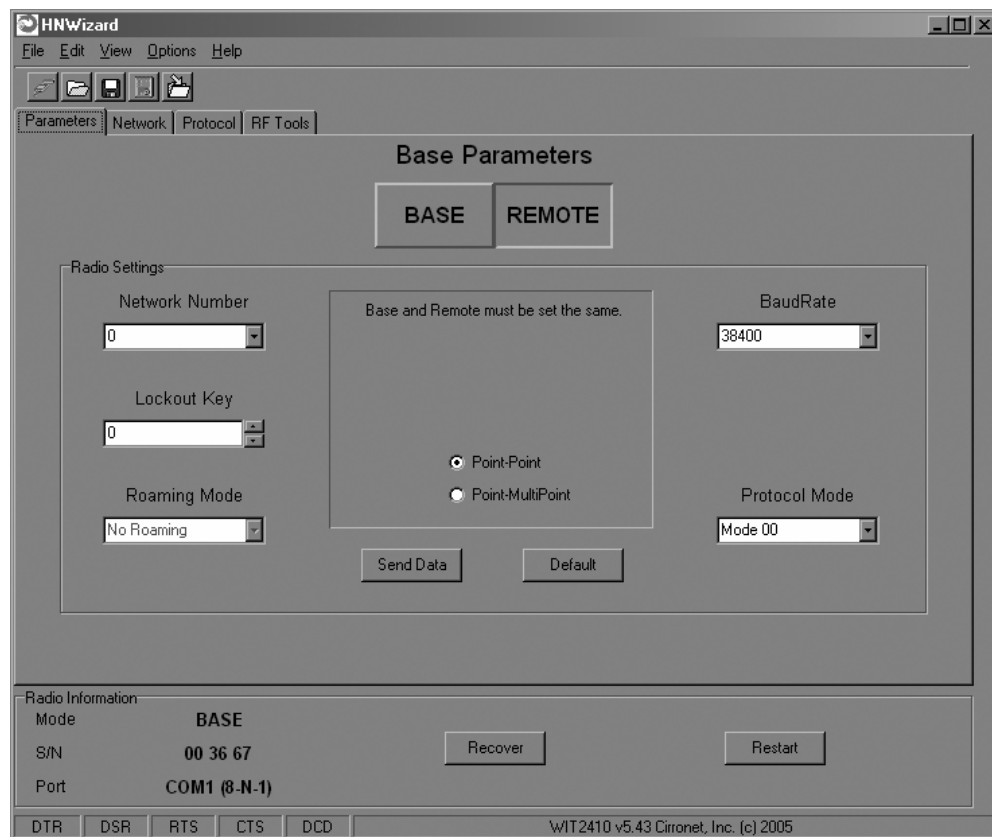 HNWizard
File Edit View Options Help
Parameters Network Protocol RF Tools
Base Parameters
BASE REMOTE
Radio Settings
Network Number
0
Lockout Key
0
Roaming Mode
No Roaming
Base and Remote must be set the same.
Point-Point
Point-MultiPoint
Send Data Default
BaudRate
38400
Protocol Mode
Mode 00
Radio Information
Mode BASE
S/N 00 36 67
Port COM1 (8-N-1)
Recover Restart
DTR DSR RTS CTS DCD WIT2410 v5.43 Cirronet, Inc. (c) 2005